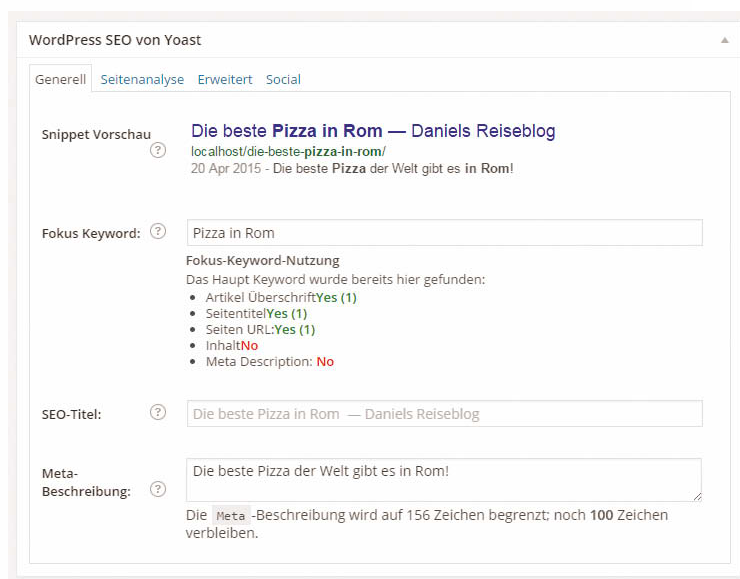 WordPress SEO von Yoast
Generell Seitenanalyse Erweitert Social
Snippet Vorschau ?
Die beste Pizza in Rom — Daniels Reiseblog
localhost/die-beste-pizza-in-rom/
20 Apr 2015 - Die beste Pizza der Welt gibt es in Rom!
Fokus Keyword: ? Pizza in Rom
Fokus-Keyword-Nutzung
Das Haupt Keyword wurde bereits hier gefunden:
• Artikel ÜberschriftYes (1)
• SeitentitelYes (1)
• Seiten URL:Yes (1)
• InhaltNo
• Meta Description: No
SEO-Titel: ? Die beste Pizza in Rom — Daniels Reiseblog
Meta-
Beschreibung: ?
Die beste Pizza der Welt gibt es in Rom!
Die Meta -Beschreibung wird auf 156 Zeichen begrenzt; noch 100 Zeichen
verbleiben.